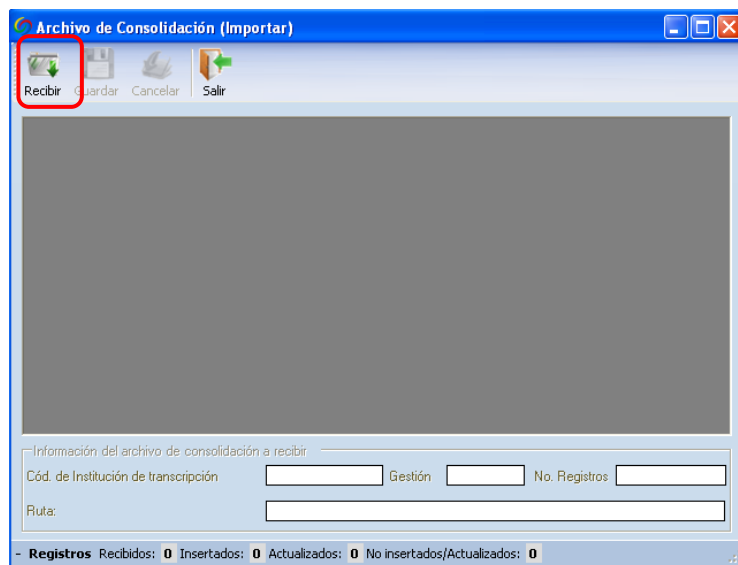 Archivo de Consolidación (Importar)
Recibir Guardar Cancelar Salir
Información del archivo de consolidación a recibir
Cód. de Institución de transcripción Gestión No. Registros
Ruta:
- Registros Recibidos: 0 Insertados: 0 Actualizados: 0 No insertados/Actualizados: 0